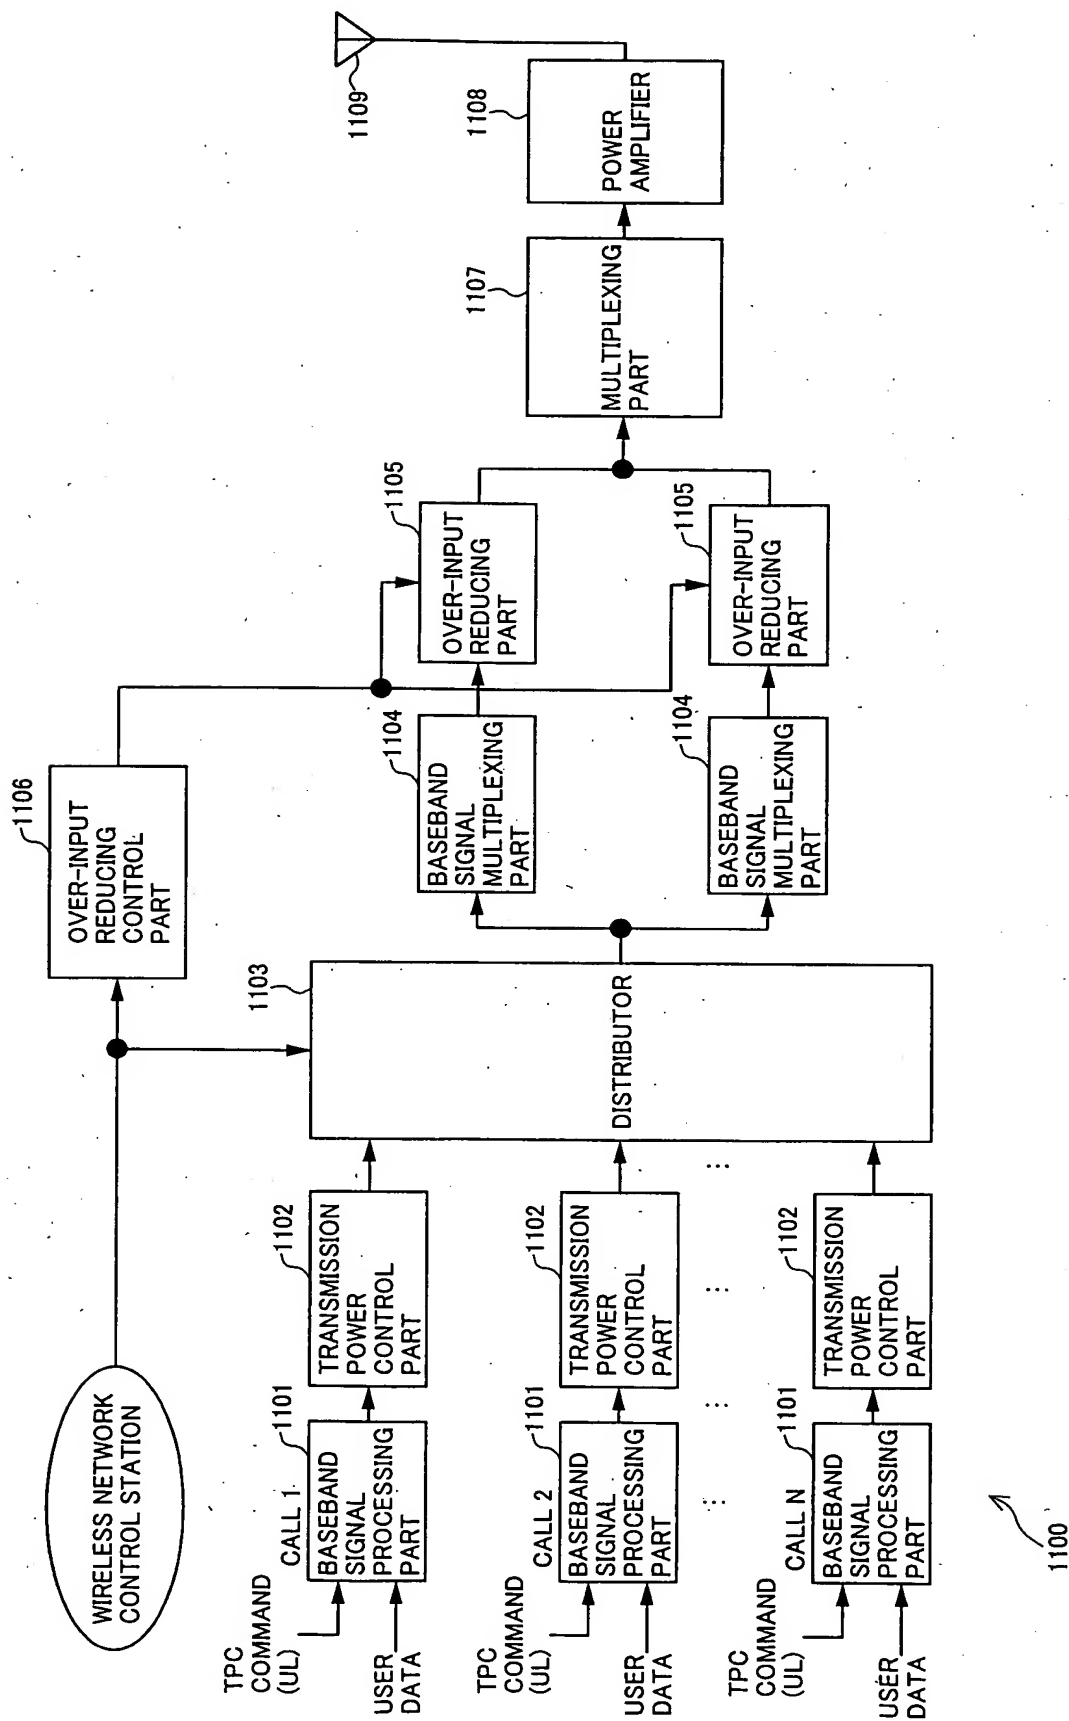 WIRELESS NETWORK
CONTROL STATION
1106
OVER-INPUT
REDUCING
CONTROL
PART
TPC
COMMAND
(UL)
USER
DATA
CALL 1
1101
BASEBAND
SIGNAL
PROCESSING
PART
1102
TRANSMISSION
POWER
CONTROL
PART
TPC
COMMAND
(UL)
USER
DATA
CALL 2
1101
BASEBAND
SIGNAL
PROCESSING
PART
1102
TRANSMISSION
POWER
CONTROL
PART
...
...
...
TPC
COMMAND
(UL)
USER
DATA
CALL N
1101
BASEBAND
SIGNAL
PROCESSING
PART
1102
TRANSMISSION
POWER
CONTROL
PART
1103
DISTRIBUTOR
1104
BASEBAND
SIGNAL
MULTIPLEXING
PART
1105
OVER-INPUT
REDUCING
PART
1104
BASEBAND
SIGNAL
MULTIPLEXING
PART
1105
OVER-INPUT
REDUCING
PART
1107
MULTIPLEXING
PART
1108
POWER
AMPLIFIER
1109
1100